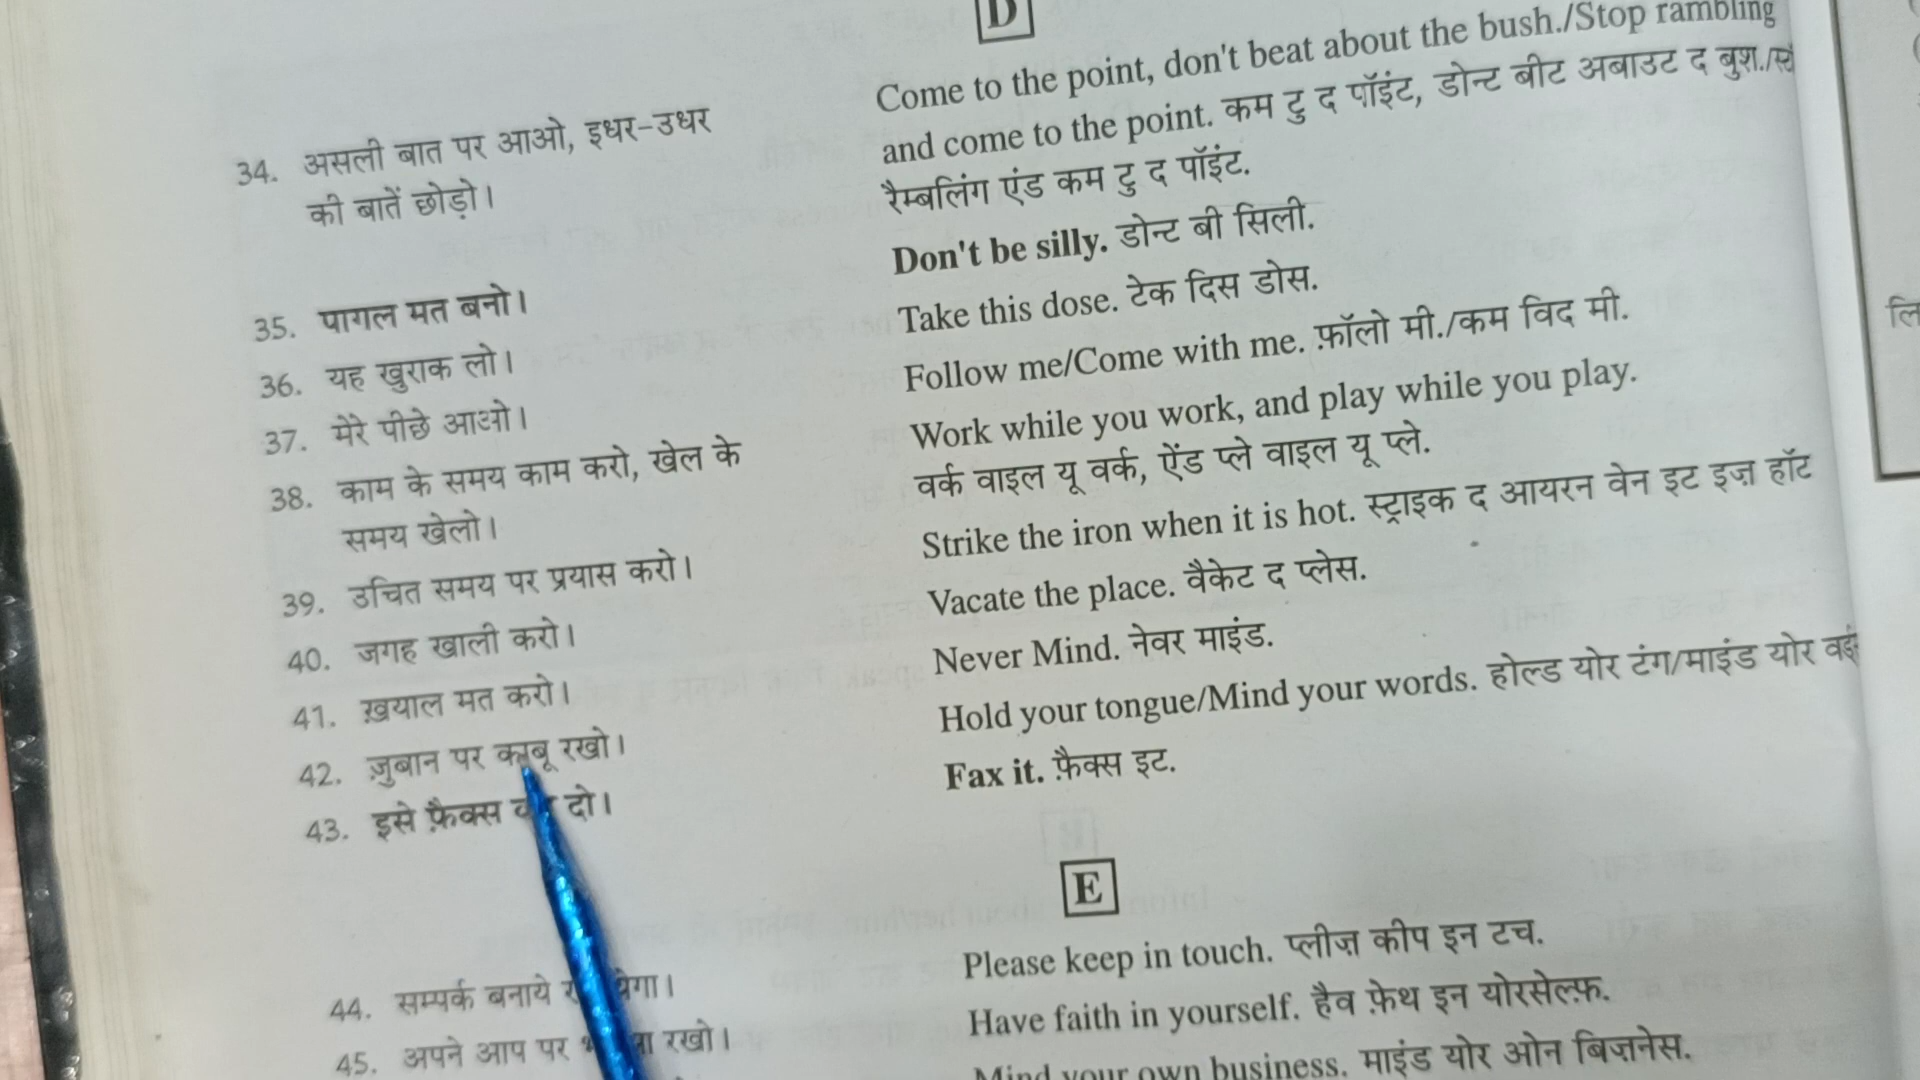 D
34. असली बात पर आओ, इधर-उधर
की बातें छोड़ो।
Come to the point, don't beat about the bush./Stop rambling
and come to the point. कम टु द पॉइंट, डोन्ट बीट अबाउट द बुश./
रैम्बलिंग एंड कम टु द पॉइंट.
35. पागल मत बनो।
Don't be silly. डोन्ट बी सिली.
36. यह खुराक लो।
Take this dose. टेक दिस डोस.
37. मेरे पीछे आओ।
Follow me/Come with me. फ़ॉलो मी./कम विद मी.
38. काम के समय काम करो, खेल के
समय खेलो।
Work while you work, and play while you play.
वर्क वाइल यू वर्क, ऐंड प्ले वाइल यू प्ले.
39. उचित समय पर प्रयास करो।
Strike the iron when it is hot. स्ट्राइक द आयरन वेन इट इज़ हॉट
40. जगह खाली करो।
Vacate the place. वैकेट द प्लेस.
41. ख़याल मत करो।
Never Mind. नेवर माइंड.
42. ज़ुबान पर काबू रखो।
Hold your tongue/Mind your words. होल्ड योर टंग/माइंड योर
43. इसे फ़ैक्स दो।
Fax it. फ़ैक्स इट.
E
44. सम्पर्क बनाये
Please keep in touch. प्लीज़ कीप इन टच.
45. अपने आप पर रखो।
Have faith in yourself. हैव फ़ेथ इन योरसेल्फ़.
Mind your own business. माइंड योर ओन बिज़नेस.
लि